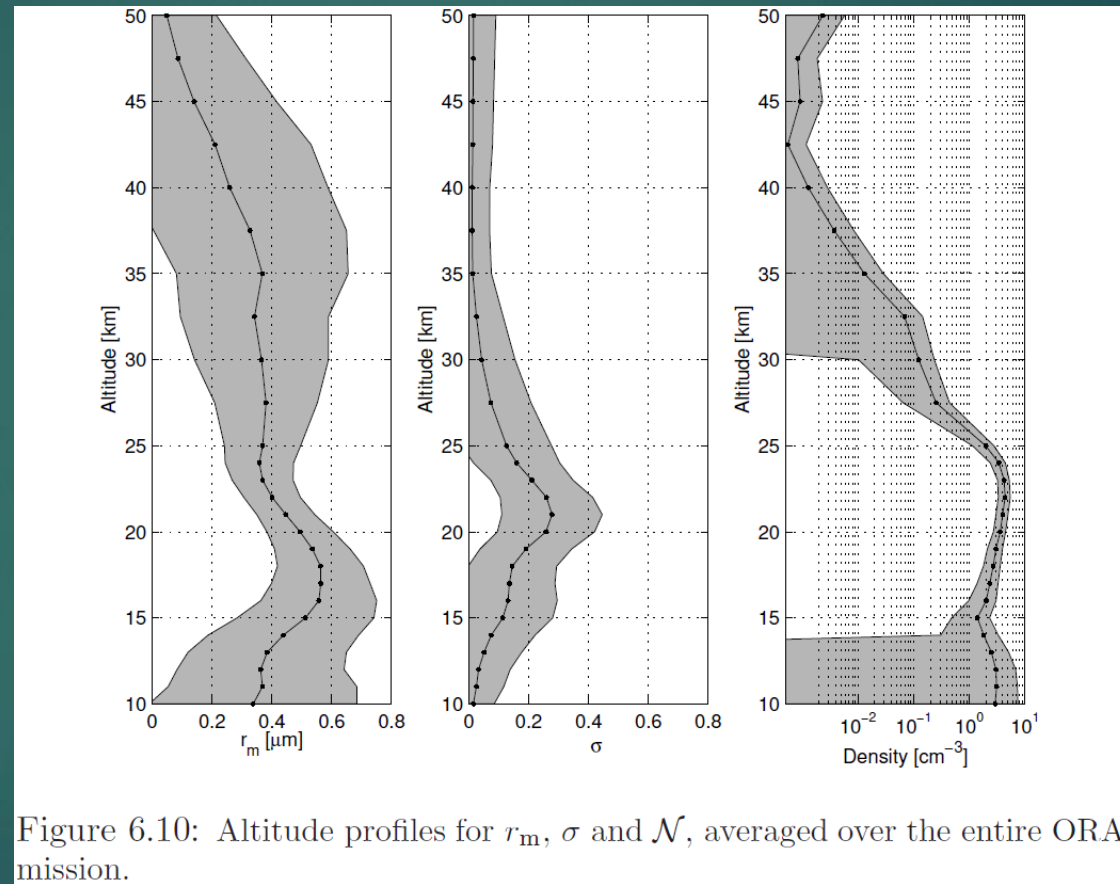 50
45
40
35
30
25
20
15
10
Altitude [km]
0 0.2 0.4 0.6 0.8
r_m [μm]
50
45
40
35
30
25
20
15
10
Altitude [km]
0 0.2 0.4 0.6 0.8
σ
50
45
40
35
30
25
20
15
10
Altitude [km]
10^-2 10^-1 10^0 10^1
Density [cm^-3]
Figure 6.10: Altitude profiles for r_m, σ and 𝒩, averaged over the entire ORA
mission.